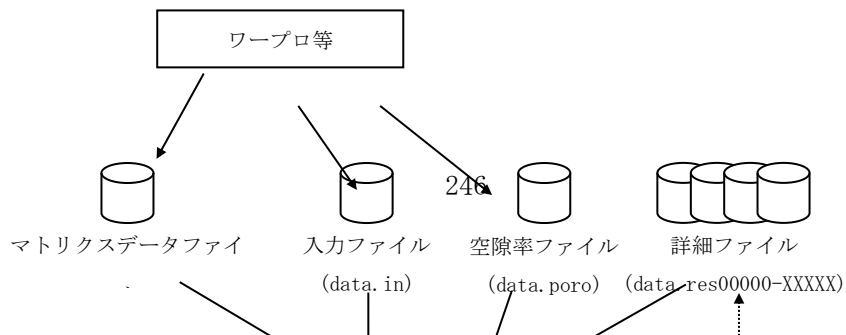 ワープロ等
246
マトリクスデータファイ
入力ファイル
(data.in)
空隙率ファイル
(data.poro)
詳細ファイル
(data.res00000-XXXXX)